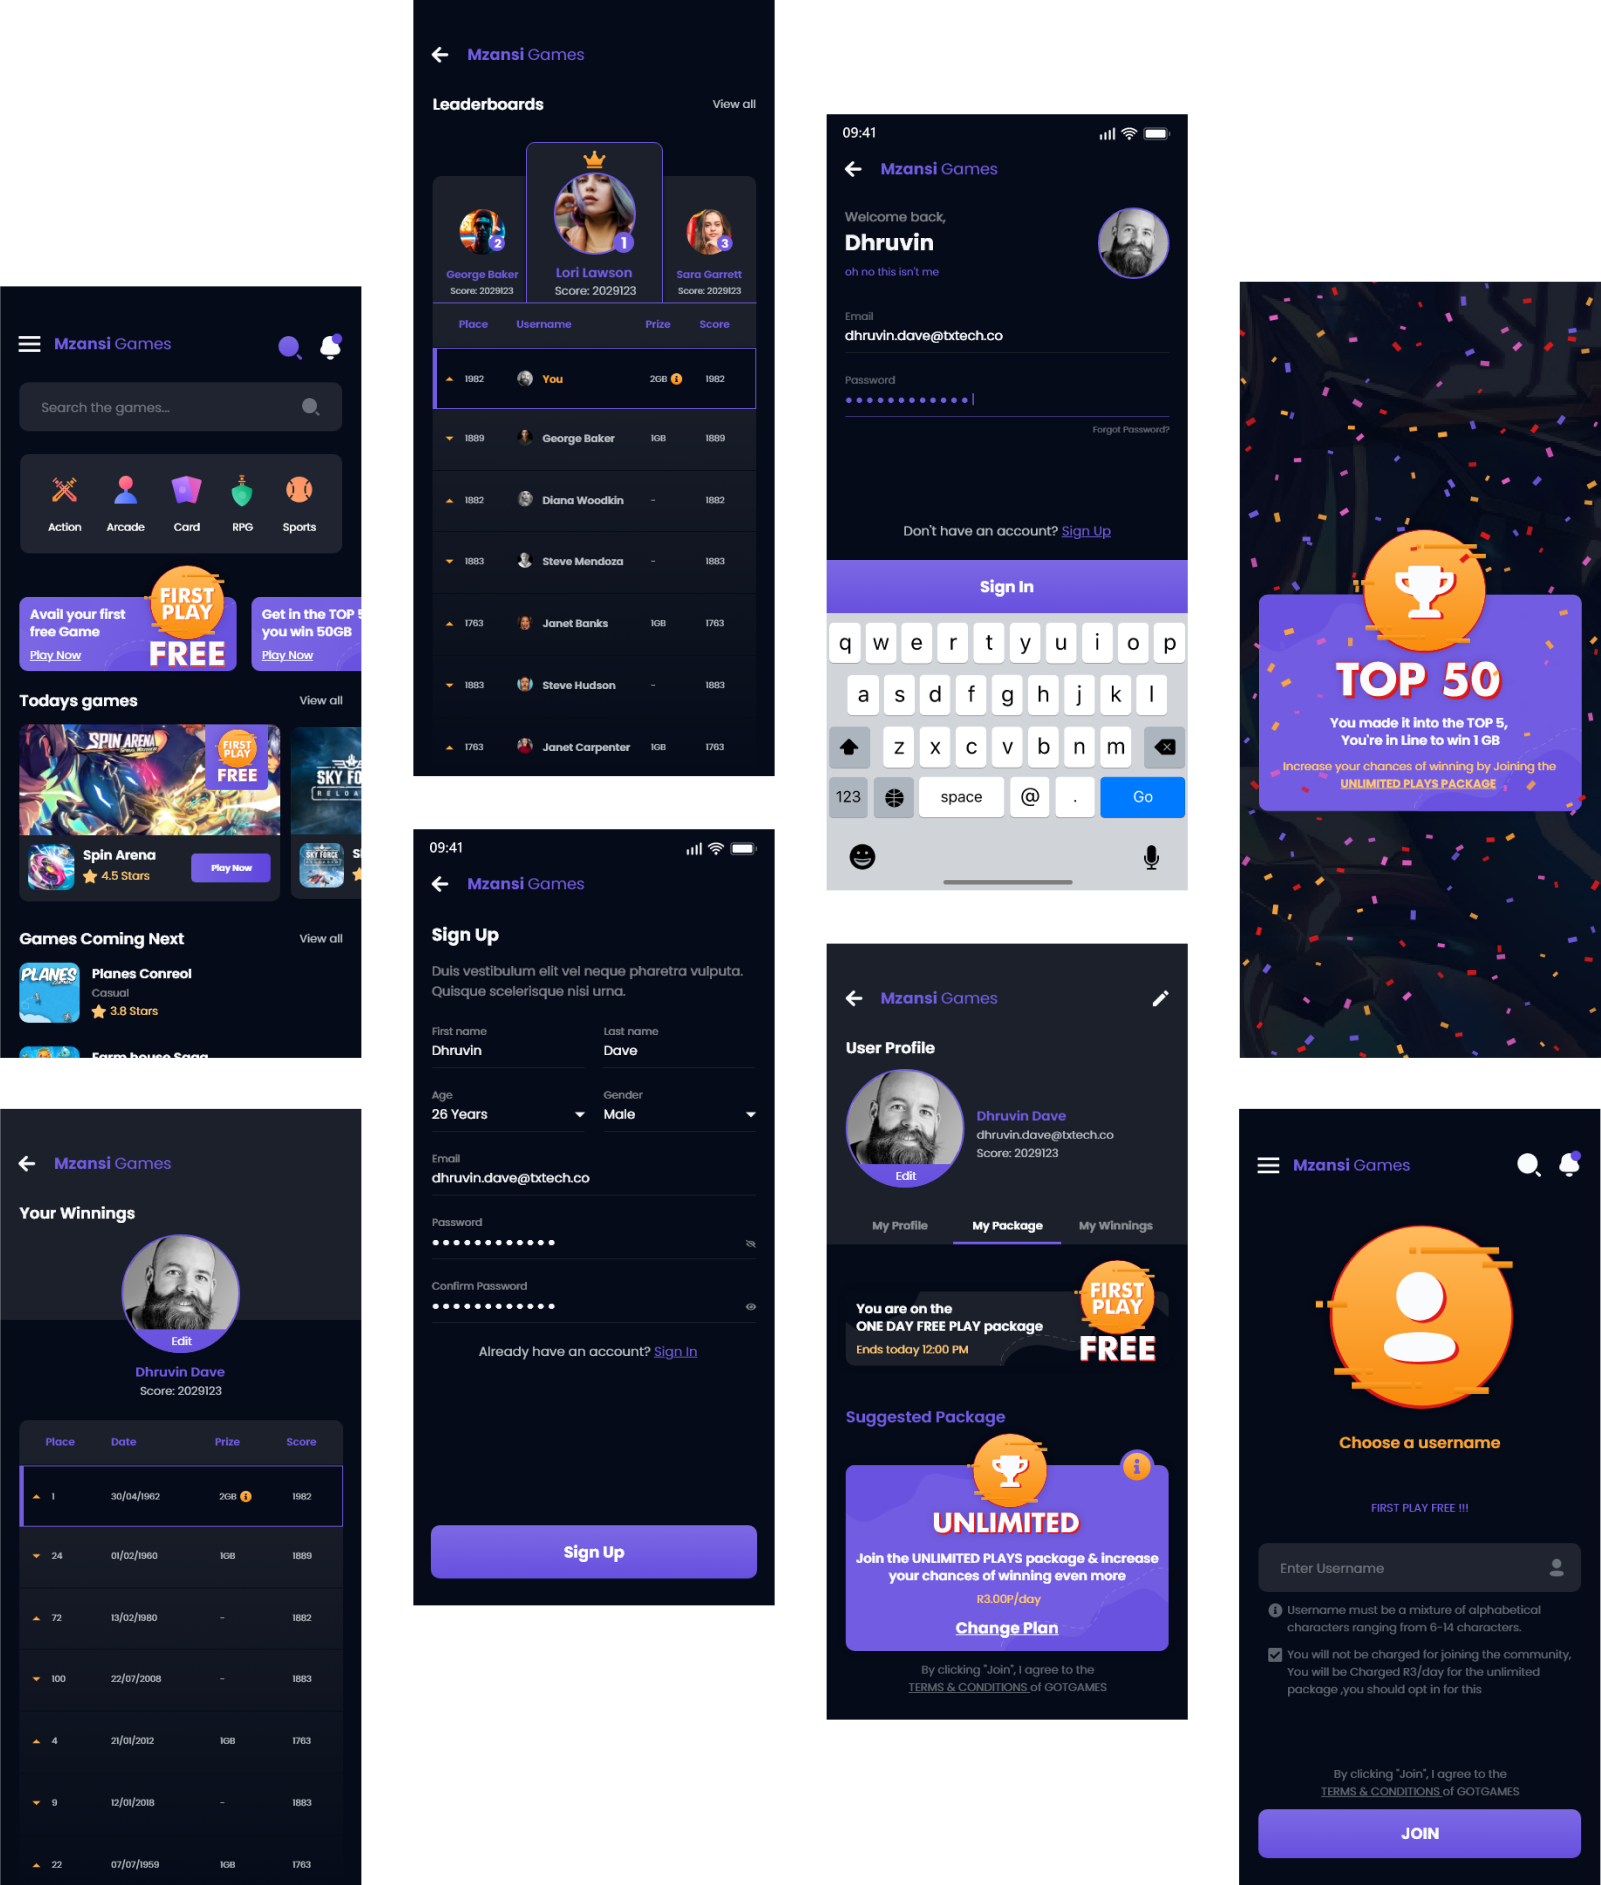 Mzansi Games
Search the games...
Action Arcade Card RPG Sports
Avail your first
free Game
Play Now
FIRST
PLAY
FREE
Get in the TOP 5
you win 50GB
Play Now
Todays games View all
SPIN ARENA
FIRST
PLAY
FREE
SKY FORCE
Spin Arena
4.5 Stars
Play Now
Games Coming Next View all
PLANES
Planes Conreol
Casual
3.8 Stars
Farm house Saga
Mzansi Games
Your Winnings
Edit
Dhruvin Dave
Score: 2029123
Place Date Prize Score
1 30/04/1962 2GB 1982
24 01/02/1960 1GB 1889
72 13/02/1980 - 1882
100 22/07/2008 - 1883
4 21/01/2012 1GB 1763
9 12/01/2018 - 1883
22 07/07/1959 1GB 1763
Mzansi Games
Leaderboards View all
2
George Baker
Score: 2029123
1
Lori Lawson
Score: 2029123
3
Sara Garrett
Score: 2029123
Place Username Prize Score
1982 You 2GB 1982
1889 George Baker 1GB 1889
1882 Diana Woodkin - 1882
1883 Steve Mendoza - 1883
1763 Janet Banks 1GB 1763
1883 Steve Hudson - 1883
1763 Janet Carpenter 1GB 1763
09:41
Mzansi Games
Sign Up
Duis vestibulum elit vel neque pharetra vulputa.
Quisque scelerisque nisi urna.
First name Last name
Dhruvin Dave
Age Gender
26 Years Male
Email
dhruvin.dave@txtech.co
Password
Confirm Password
Already have an account? Sign In
Sign Up
09:41
Mzansi Games
Welcome back,
Dhruvin
oh no this isn't me
Email
dhruvin.dave@txtech.co
Password
Forgot Password?
Don't have an account? Sign Up
Sign In
q w e r t y u i o p
a s d f g h j k l
z x c v b n m
123 space @ . Go
Mzansi Games
User Profile
Edit
Dhruvin Dave
dhruvin.dave@txtech.co
Score: 2029123
My Profile My Package My Winnings
You are on the
ONE DAY FREE PLAY package
Ends today 12:00 PM
FIRST
PLAY
FREE
Suggested Package
UNLIMITED
Join the UNLIMITED PLAYS package & increase
your chances of winning even more
R3.00P/day
Change Plan
By clicking "Join", I agree to the
TERMS & CONDITIONS of GOTGAMES
TOP 50
You made it into the TOP 5,
You're in Line to win 1 GB
Increase your chances of winning by Joining the
UNLIMITED PLAYS PACKAGE
Mzansi Games
Choose a username
FIRST PLAY FREE !!!
Enter Username
Username must be a mixture of alphabetical
characters ranging from 6-14 characters.
You will not be charged for joining the community,
You will be Charged R3/day for the unlimited
package ,you should opt in for this
By clicking "Join", I agree to the
TERMS & CONDITIONS of GOTGAMES
JOIN